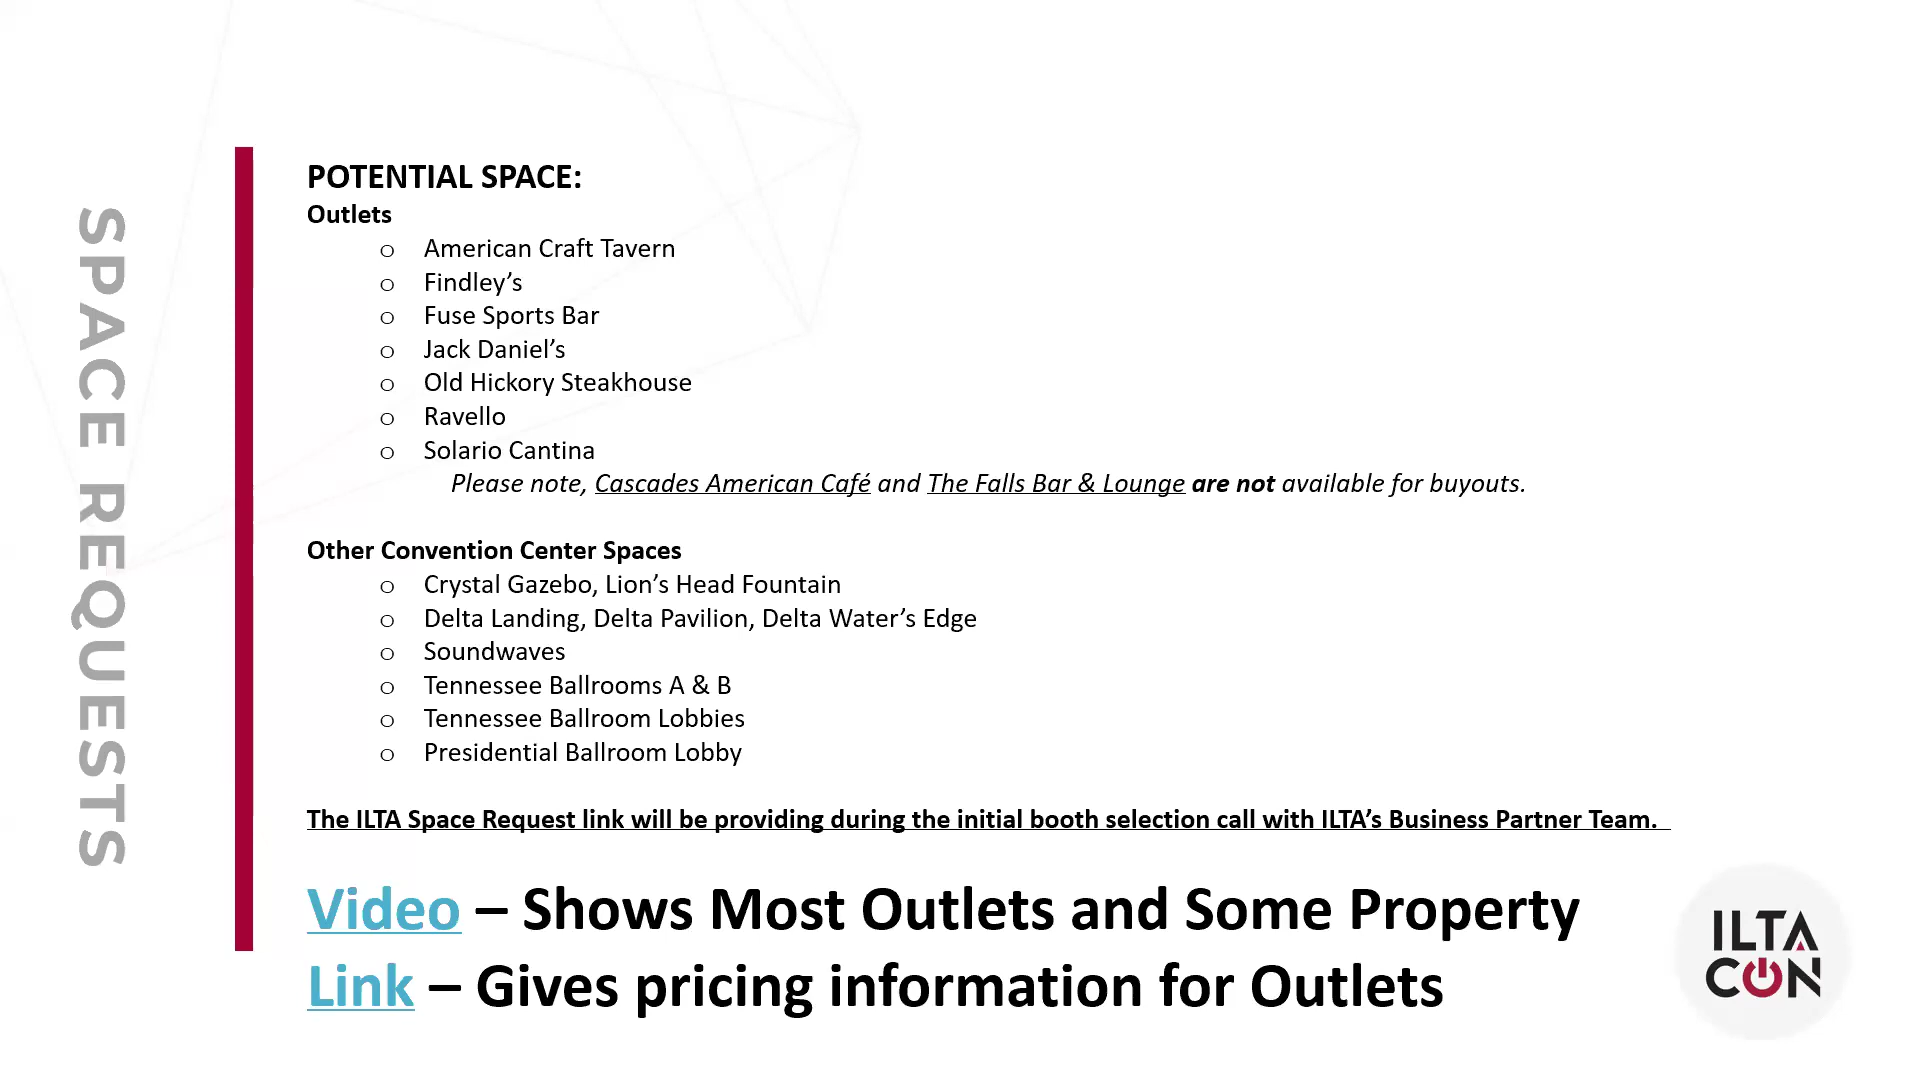 SPACE REQUESTS
POTENTIAL SPACE:
Outlets
o American Craft Tavern
o Findley’s
o Fuse Sports Bar
o Jack Daniel’s
o Old Hickory Steakhouse
o Ravello
o Solario Cantina
Please note, Cascades American Café and The Falls Bar & Lounge are not available for buyouts.
Other Convention Center Spaces
o Crystal Gazebo, Lion’s Head Fountain
o Delta Landing, Delta Pavilion, Delta Water’s Edge
o Soundwaves
o Tennessee Ballrooms A & B
o Tennessee Ballroom Lobbies
o Presidential Ballroom Lobby
The ILTA Space Request link will be providing during the initial booth selection call with ILTA’s Business Partner Team.
Video – Shows Most Outlets and Some Property
Link – Gives pricing information for Outlets
ILTA
CON